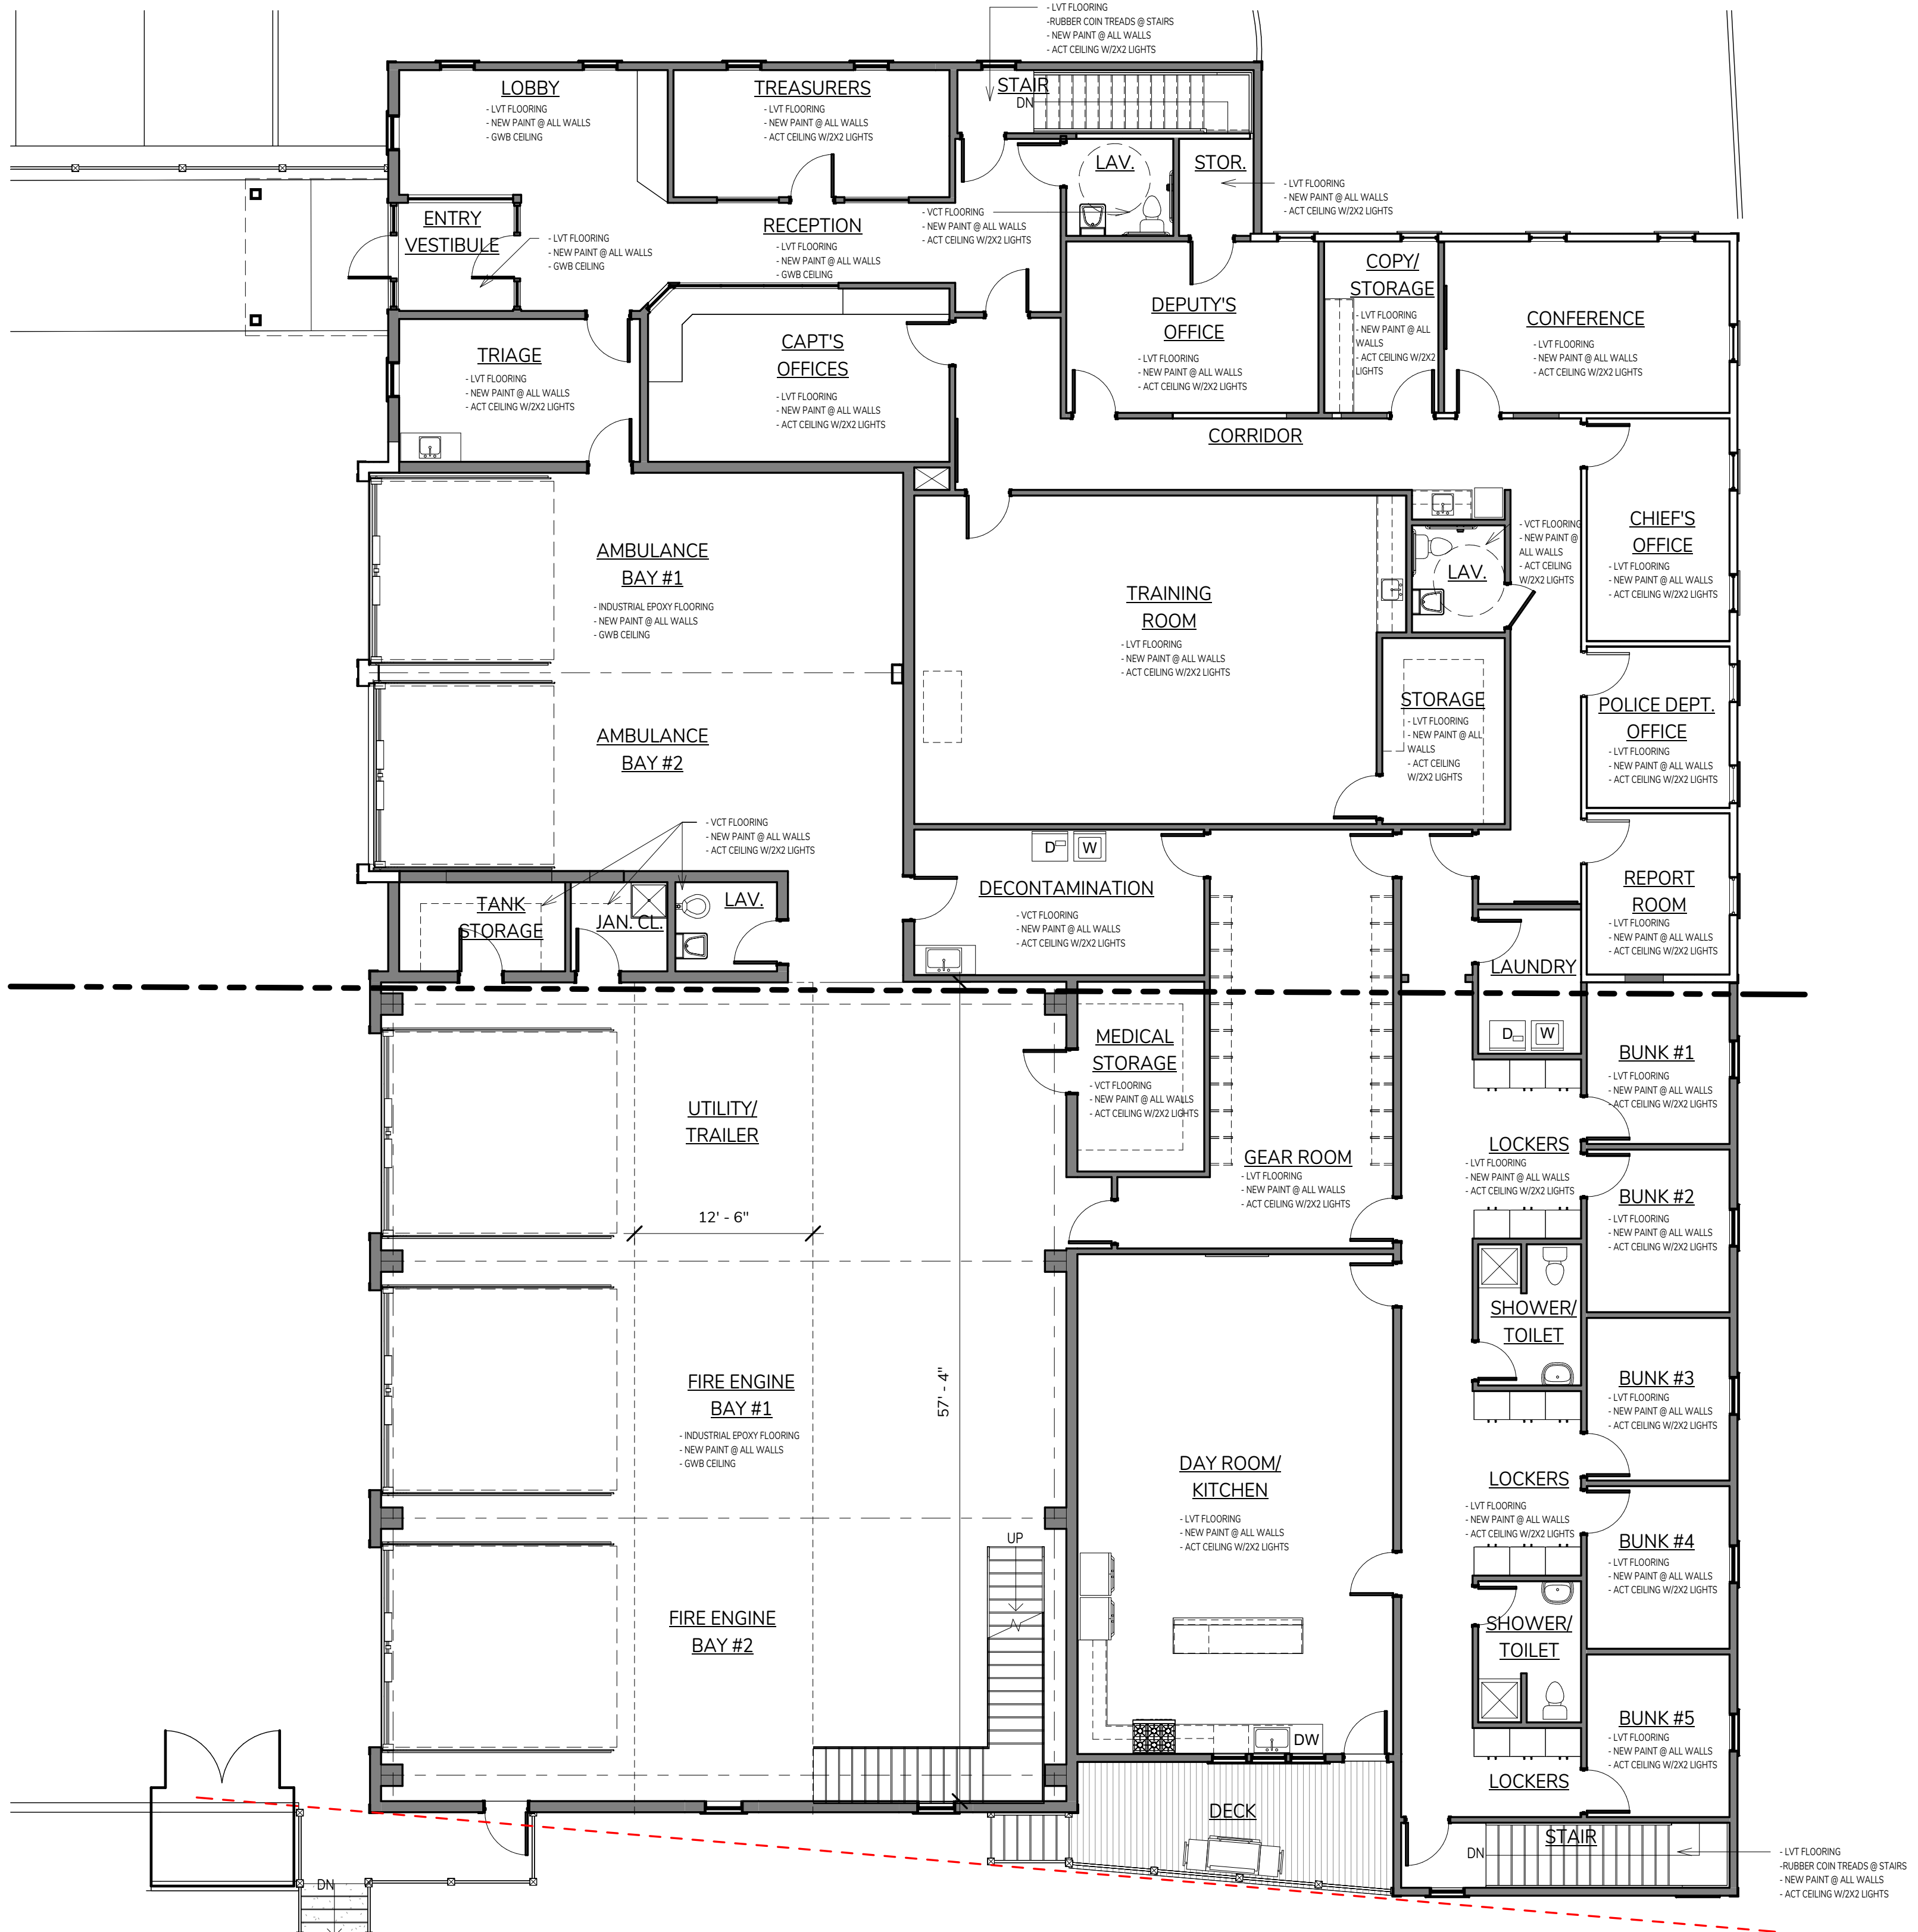 - LVT FLOORING
-RUBBER COIN TREADS @ STAIRS
- NEW PAINT @ ALL WALLS
- ACT CEILING W/2X2 LIGHTS
LOBBY
- LVT FLOORING
- NEW PAINT @ ALL WALLS
- GWB CEILING
TREASURERS
- LVT FLOORING
- NEW PAINT @ ALL WALLS
- ACT CEILING W/2X2 LIGHTS
STAIR
DN
LAV.
STOR.
- LVT FLOORING
- NEW PAINT @ ALL WALLS
- ACT CEILING W/2X2 LIGHTS
ENTRY
VESTIBULE
- LVT FLOORING
- NEW PAINT @ ALL WALLS
- GWB CEILING
RECEPTION
- LVT FLOORING
- NEW PAINT @ ALL WALLS
- GWB CEILING
- VCT FLOORING
- NEW PAINT @ ALL WALLS
- ACT CEILING W/2X2 LIGHTS
TRIAGE
- LVT FLOORING
- NEW PAINT @ ALL WALLS
- ACT CEILING W/2X2 LIGHTS
CAPT'S
OFFICES
- LVT FLOORING
- NEW PAINT @ ALL WALLS
- ACT CEILING W/2X2 LIGHTS
DEPUTY'S
OFFICE
- LVT FLOORING
- NEW PAINT @ ALL WALLS
- ACT CEILING W/2X2 LIGHTS
COPY/
STORAGE
- LVT FLOORING
- NEW PAINT @ ALL
WALLS
- ACT CEILING W/2X2
LIGHTS
CONFERENCE
- LVT FLOORING
- NEW PAINT @ ALL WALLS
- ACT CEILING W/2X2 LIGHTS
CORRIDOR
AMBULANCE
BAY #1
- INDUSTRIAL EPOXY FLOORING
- NEW PAINT @ ALL WALLS
- GWB CEILING
TRAINING
ROOM
- LVT FLOORING
- NEW PAINT @ ALL WALLS
- ACT CEILING W/2X2 LIGHTS
LAV.
- VCT FLOORING
- NEW PAINT @
ALL WALLS
- ACT CEILING
W/2X2 LIGHTS
CHIEF'S
OFFICE
- LVT FLOORING
- NEW PAINT @ ALL WALLS
- ACT CEILING W/2X2 LIGHTS
AMBULANCE
BAY #2
STORAGE
- LVT FLOORING
- NEW PAINT @ ALL
WALLS
- ACT CEILING
W/2X2 LIGHTS
POLICE DEPT.
OFFICE
- LVT FLOORING
- NEW PAINT @ ALL WALLS
- ACT CEILING W/2X2 LIGHTS
- VCT FLOORING
- NEW PAINT @ ALL WALLS
- ACT CEILING W/2X2 LIGHTS
TANK
STORAGE
JAN. CL.
LAV.
D
W
DECONTAMINATION
- VCT FLOORING
- NEW PAINT @ ALL WALLS
- ACT CEILING W/2X2 LIGHTS
REPORT
ROOM
- LVT FLOORING
- NEW PAINT @ ALL WALLS
- ACT CEILING W/2X2 LIGHTS
LAUNDRY
D
W
MEDICAL
STORAGE
- VCT FLOORING
- NEW PAINT @ ALL WALLS
- ACT CEILING W/2X2 LIGHTS
BUNK #1
- LVT FLOORING
- NEW PAINT @ ALL WALLS
- ACT CEILING W/2X2 LIGHTS
UTILITY/
TRAILER
12' - 6"
GEAR ROOM
- LVT FLOORING
- NEW PAINT @ ALL WALLS
- ACT CEILING W/2X2 LIGHTS
LOCKERS
- LVT FLOORING
- NEW PAINT @ ALL WALLS
- ACT CEILING W/2X2 LIGHTS
BUNK #2
- LVT FLOORING
- NEW PAINT @ ALL WALLS
- ACT CEILING W/2X2 LIGHTS
SHOWER/
TOILET
FIRE ENGINE
BAY #1
- INDUSTRIAL EPOXY FLOORING
- NEW PAINT @ ALL WALLS
- GWB CEILING
57' - 4"
BUNK #3
- LVT FLOORING
- NEW PAINT @ ALL WALLS
- ACT CEILING W/2X2 LIGHTS
DAY ROOM/
KITCHEN
- LVT FLOORING
- NEW PAINT @ ALL WALLS
- ACT CEILING W/2X2 LIGHTS
LOCKERS
- LVT FLOORING
- NEW PAINT @ ALL WALLS
- ACT CEILING W/2X2 LIGHTS
BUNK #4
- LVT FLOORING
- NEW PAINT @ ALL WALLS
- ACT CEILING W/2X2 LIGHTS
UP
FIRE ENGINE
BAY #2
SHOWER/
TOILET
DW
BUNK #5
- LVT FLOORING
- NEW PAINT @ ALL WALLS
- ACT CEILING W/2X2 LIGHTS
LOCKERS
DECK
STAIR
DN
- LVT FLOORING
-RUBBER COIN TREADS @ STAIRS
- NEW PAINT @ ALL WALLS
- ACT CEILING W/2X2 LIGHTS
DN